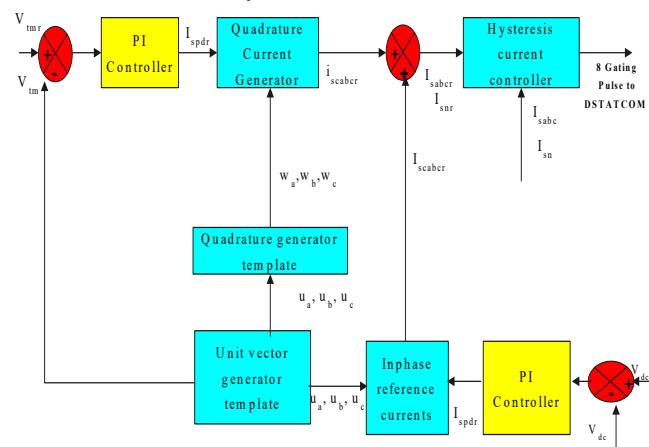 V tmr
+
-
V tm
PI
Controller
I spdr
Quadrature
Current
Generator
i scabcr
+
+
I sabcr
I snr
Hysteresis
current
controller
8 Gating
Pulse to
DSTATCOM
I sabc
I sn
I scabcr
w a, w b, w c
Quadrature generator
template
u a, u b, u c
Unit vector
generator
template
u a, u b, u c
Inphase
reference
currents
I spdr
PI
Controller
-
+
V dc
V dc